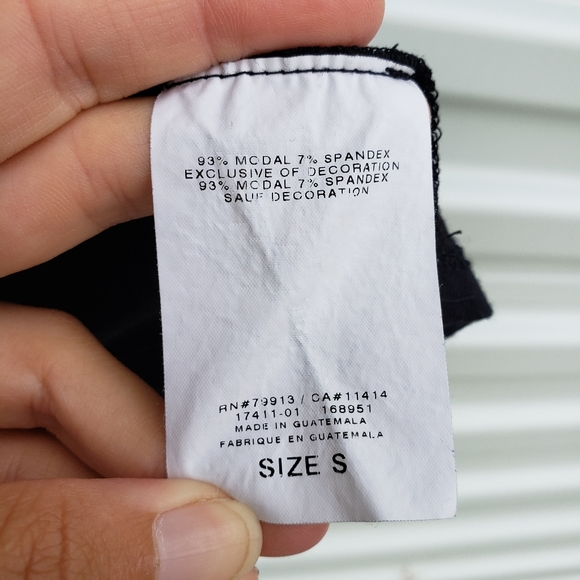 93% MODAL 7% SPANDEX
EXCLUSIVE OF DECORATION
93% MODAL 7% SPANDEX
SAUF DECORATION
RN#79913 / CA#11414
17411-01 168951
MADE IN GUATEMALA
FABRIQUE EN GUATEMALA
SIZE S